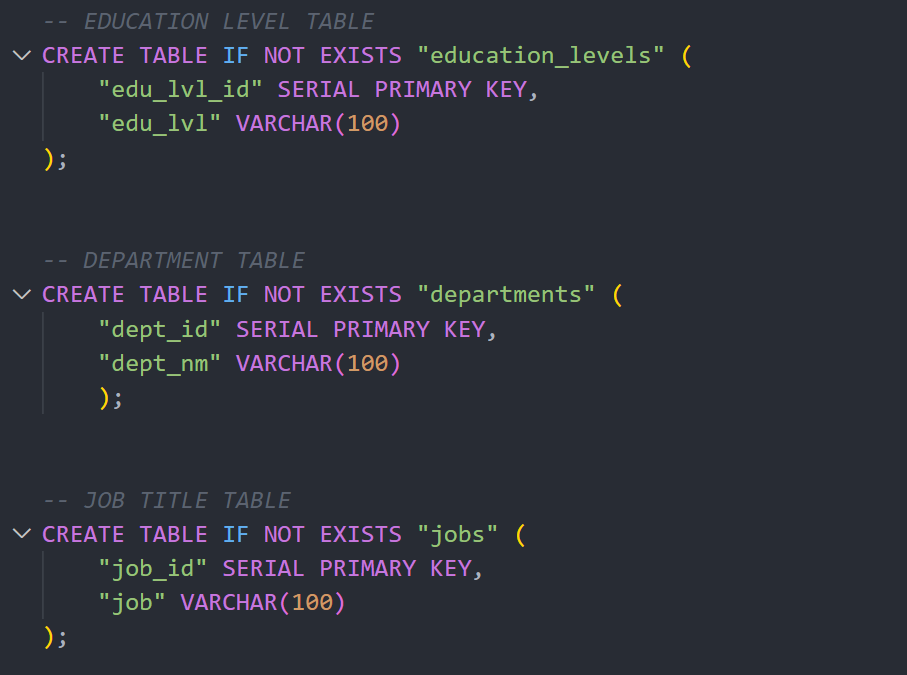 -- EDUCATION LEVEL TABLE
CREATE TABLE IF NOT EXISTS "education_levels" (
    "edu_lvl_id" SERIAL PRIMARY KEY,
    "edu_lvl" VARCHAR(100)
);
-- DEPARTMENT TABLE
CREATE TABLE IF NOT EXISTS "departments" (
    "dept_id" SERIAL PRIMARY KEY,
    "dept_nm" VARCHAR(100)
    );
-- JOB TITLE TABLE
CREATE TABLE IF NOT EXISTS "jobs" (
    "job_id" SERIAL PRIMARY KEY,
    "job" VARCHAR(100)
);